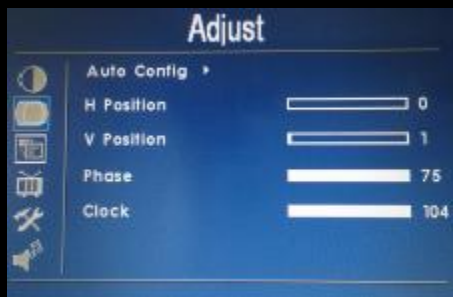 Adjust
Auto Config
H Position 0
V Position 1
Phase 75
Clock 104